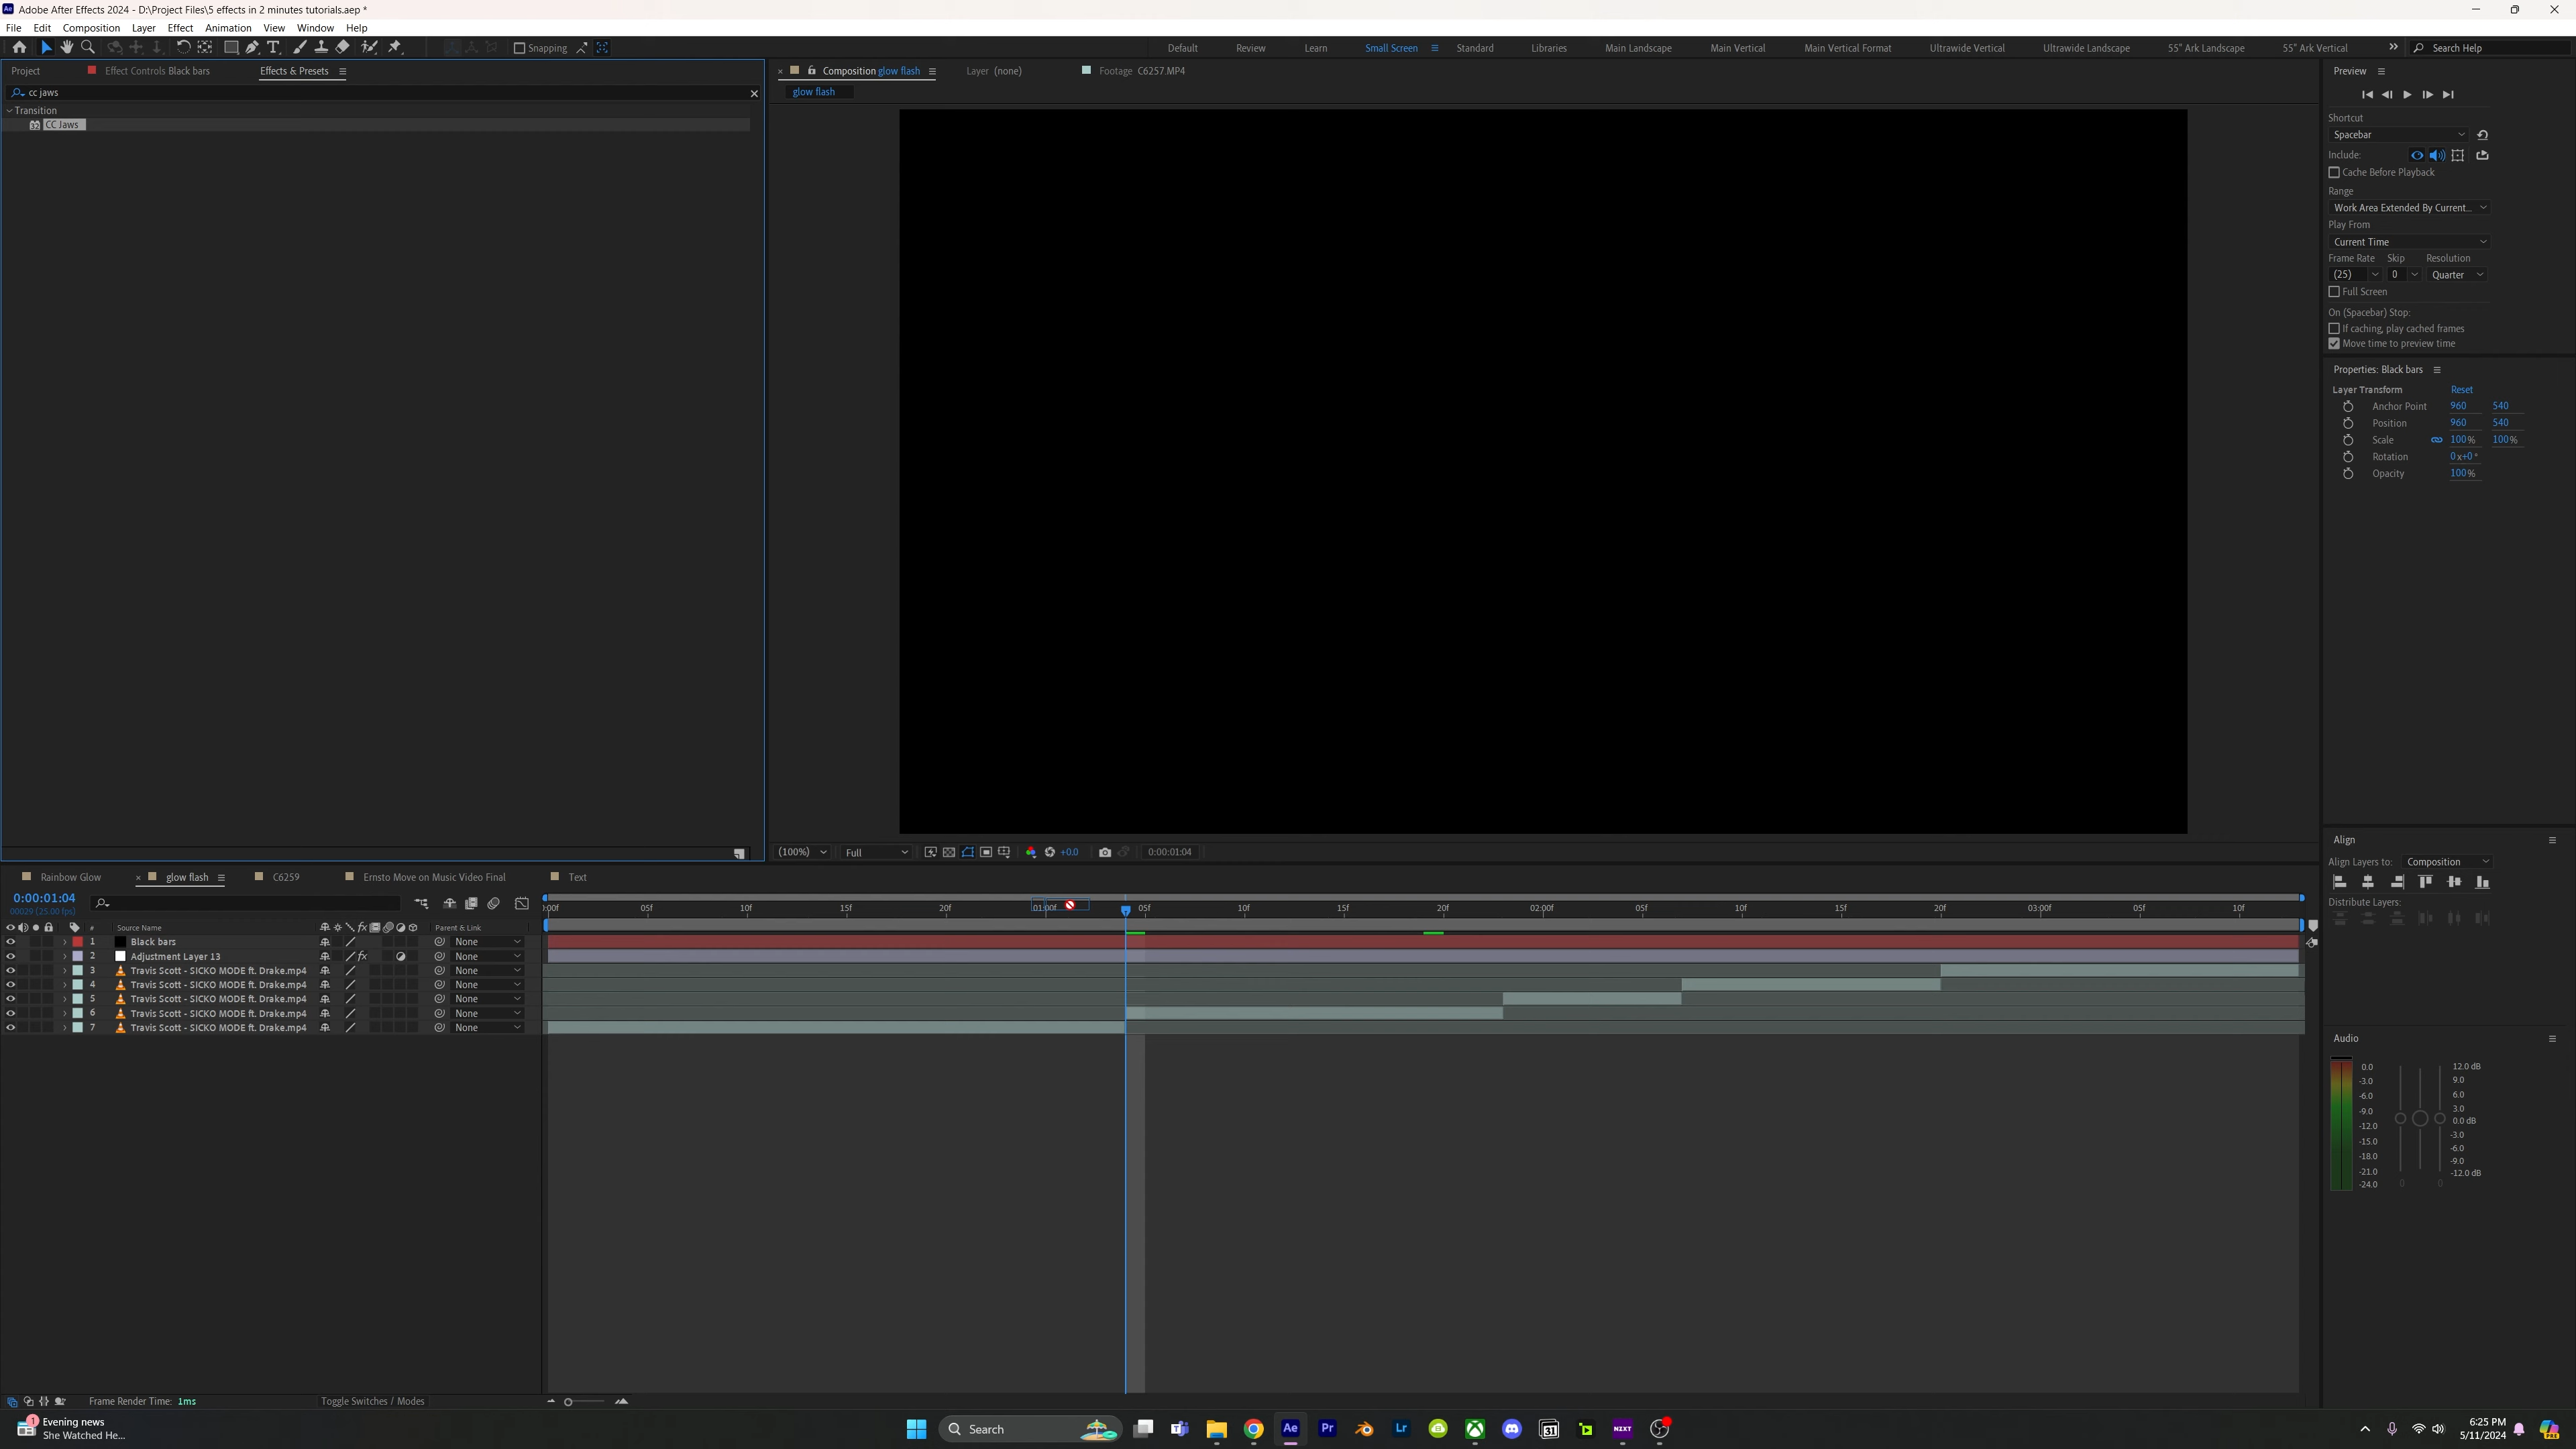 Adobe After Effects 2024 - D:\Project Files\5 effects in 2 minutes tutorials.aep *
File Edit Composition Layer Effect Animation View Window Help
Snapping
Default Review Learn Small Screen Standard Libraries Main Landscape Main Vertical Main Vertical Format Ultrawide Vertical Ultrawide Landscape 55" Ark Landscape 55" Ark Vertical Search Help
Project Effect Controls Black bars Effects & Presets
cc jaws
Transition
32 CC Jaws
Composition glow flash Layer (none) Footage C6257.MP4
glow flash
(100%) Full +0.0 0:00:01:04
Preview
Shortcut
Spacebar
Include:
Cache Before Playback
Range
Work Area Extended By Current...
Play From
Current Time
Frame Rate Skip Resolution
(25) 0 Quarter
Full Screen
On (Spacebar) Stop:
If caching, play cached frames
Move time to preview time
Properties: Black bars
Layer Transform Reset
Anchor Point 960 540
Position 960 540
Scale 100% 100%
Rotation 0x+0°
Opacity 100%
Align
Align Layers to: Composition
Distribute Layers:
Audio
0.0 12.0 dB
-3.0 9.0
-6.0 6.0
-9.0 3.0
-12.0 0.0 dB
-15.0 -3.0
-18.0 -6.0
-21.0 -9.0
-24.0 -12.0 dB
0 0
Rainbow Glow glow flash C6259 Ernsto Move on Music Video Final Text
0:00:01:04
00029 (25.00 fps)
:00f 05f 10f 15f 20f 01:00f 05f 10f 15f 20f 02:00f 05f 10f 15f 20f 03:00f 05f 10f
# Source Name fx Parent & Link
1 Black bars None
2 Adjustment Layer 13 fx None
3 Travis Scott - SICKO MODE ft. Drake.mp4 None
4 Travis Scott - SICKO MODE ft. Drake.mp4 None
5 Travis Scott - SICKO MODE ft. Drake.mp4 None
6 Travis Scott - SICKO MODE ft. Drake.mp4 None
7 Travis Scott - SICKO MODE ft. Drake.mp4 None
Frame Render Time: 1ms Toggle Switches / Modes
1 Evening news
She Watched He...
Search
Ae Pr Lr 31 NZXT
6:25 PM
5/11/2024